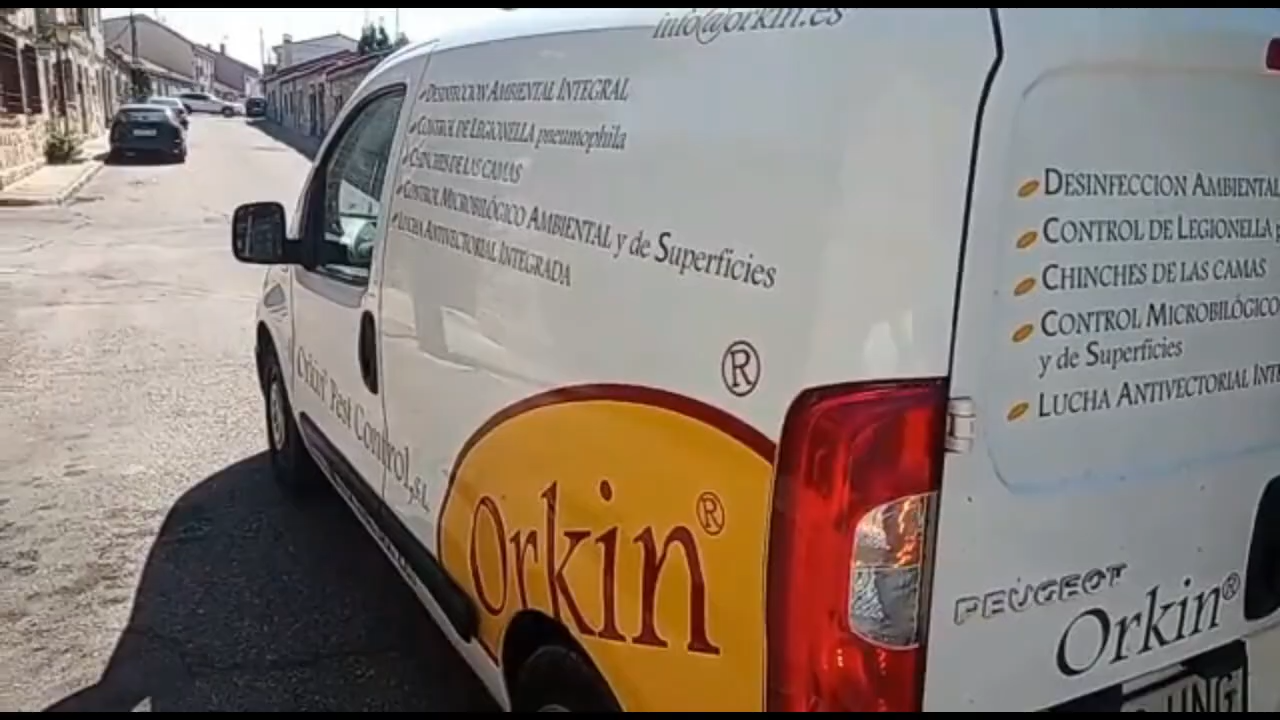 info@orkin.es
DESINFECCION AMBIENTAL INTEGRAL
CONTROL DE LEGIONELLA pneumophila
CHINCHES DE LAS CAMAS
CONTROL MICROBILÓGICO AMBIENTAL y de Superficies
LUCHA ANTIVECTORIAL INTEGRADA
Orkin Pest Control, S.L.
®
Orkin®
DESINFECCION AMBIENTAL
CONTROL DE LEGIONELLA
CHINCHES DE LAS CAMAS
CONTROL MICROBILÓGICO
y de Superficies
LUCHA ANTIVECTORIAL
PEUGEOT
Orkin®